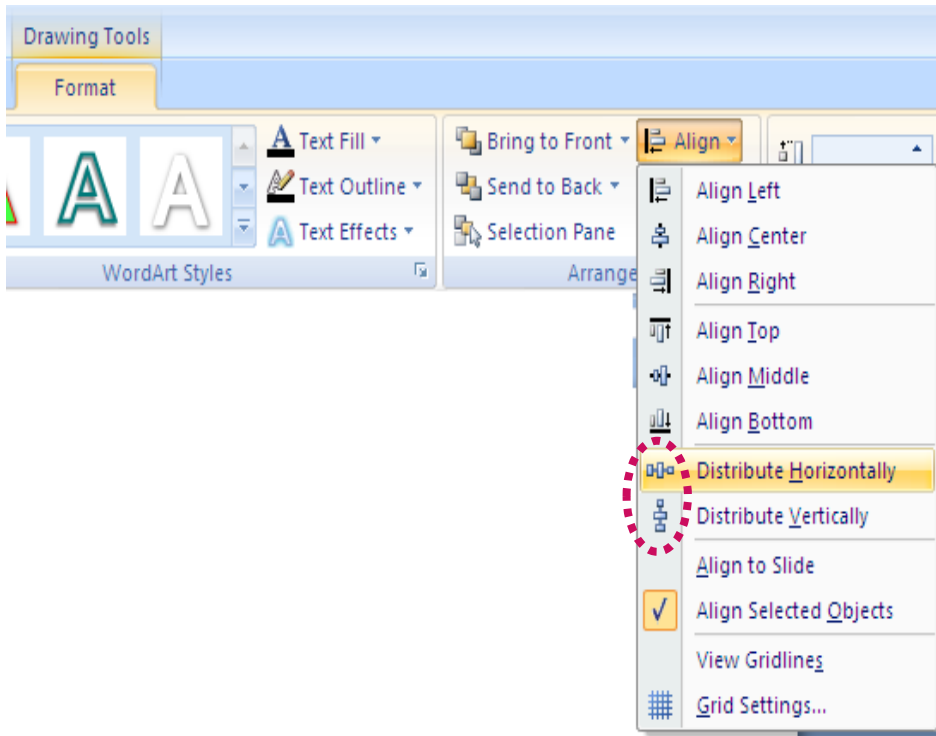 Drawing Tools
Format
Text Fill
Bring to Front
Align
Text Outline
Send to Back
Text Effects
Selection Pane
WordArt Styles
Arrange
Align Left
Align Center
Align Right
Align Top
Align Middle
Align Bottom
Distribute Horizontally
Distribute Vertically
Align to Slide
Align Selected Objects
View Gridlines
Grid Settings...